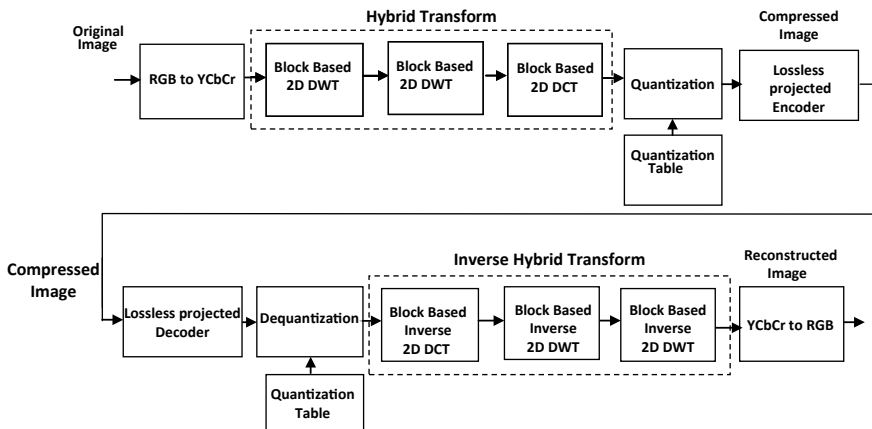 Hybrid Transform
Compressed
Image
Original
Image
RGB to YCbCr
Block Based
2D DWT
Block Based
2D DWT
Block Based
2D DCT
Quantization
Lossless
projected
Encoder
Quantization
Table
Compressed
Image
Inverse Hybrid Transform
Reconstructed
Image
Lossless projected
Decoder
Dequantization
Block Based
Inverse
2D DCT
Block Based
Inverse
2D DWT
Block Based
Inverse
2D DWT
YCbCr to RGB
Quantization
Table